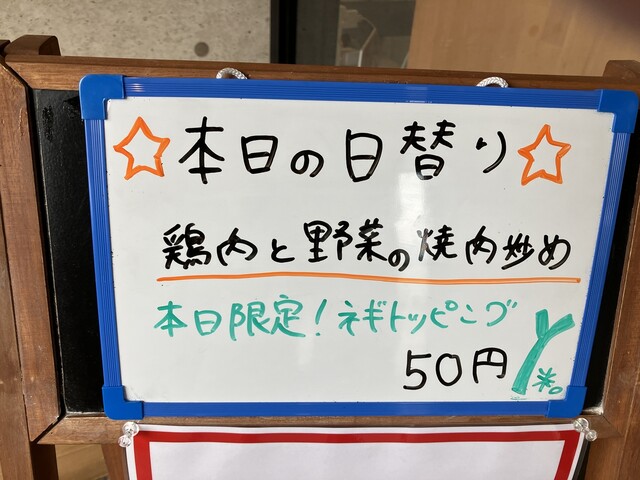 ☆本日の日替り☆
鶏肉と野菜の焼肉炒め
本日限定！ネギトッピング
50円